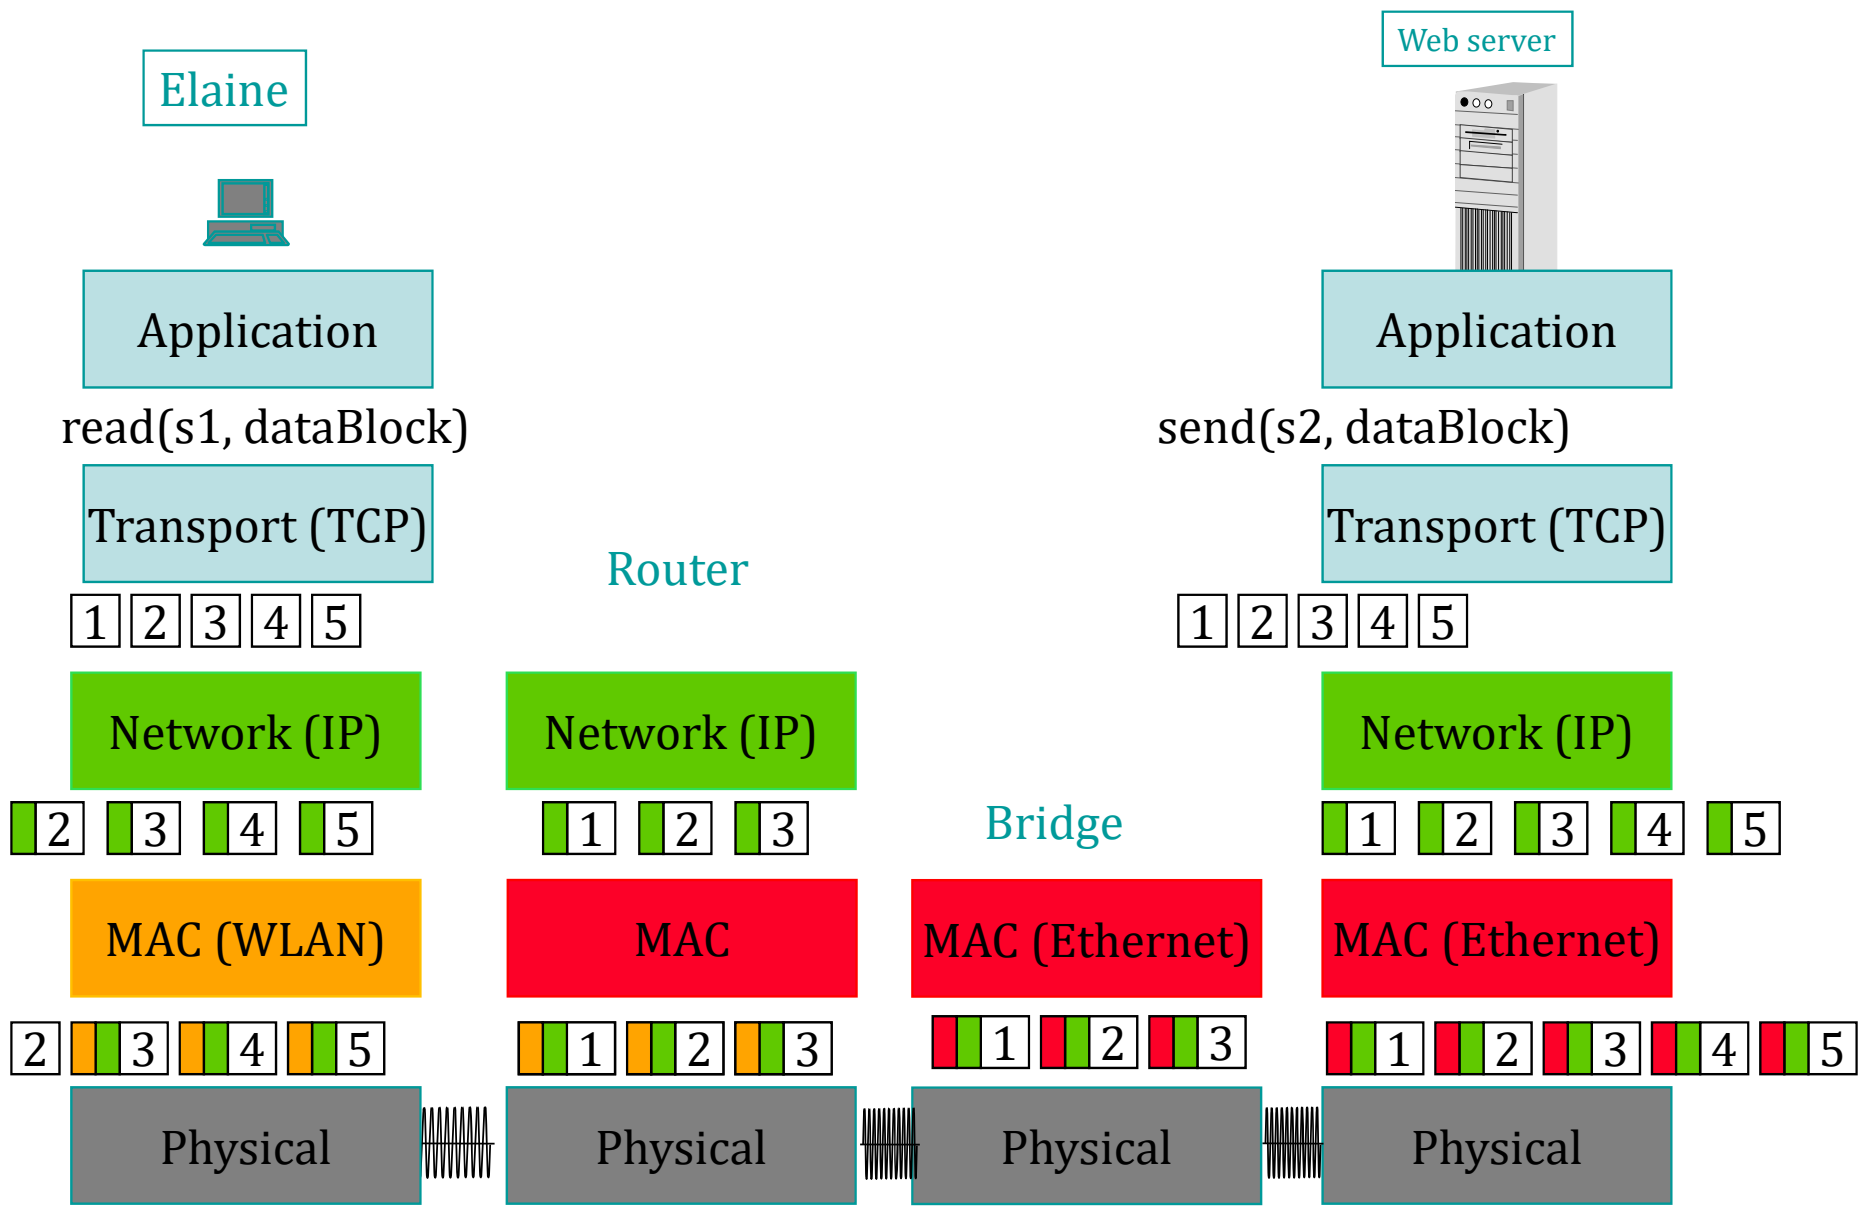 Web server
Elaine
Application
Application
read(s1, dataBlock)
send(s2, dataBlock)
Transport (TCP)
Transport (TCP)
Router
1 2 3 4 5
1 2 3 4 5
Network (IP)
Network (IP)
Network (IP)
2 3 4 5
1 2 3
Bridge
1 2 3 4 5
MAC (WLAN)
MAC
MAC (Ethernet)
MAC (Ethernet)
2 3 4 5
1 2 3
1 2 3
1 2 3 4 5
Physical
Physical
Physical
Physical